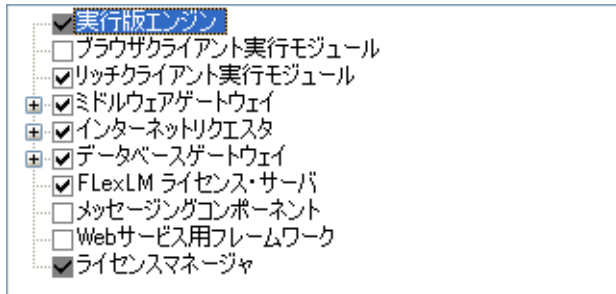 実行版エンジン
ブラウザクライアント実行モジュール
リッチクライアント実行モジュール
ミドルウェアゲートウェイ
インターネットリクエスタ
データベースゲートウェイ
FLexLM ライセンス・サーバ
メッセージングコンポーネント
Webサービス用フレームワーク
ライセンスマネージャ